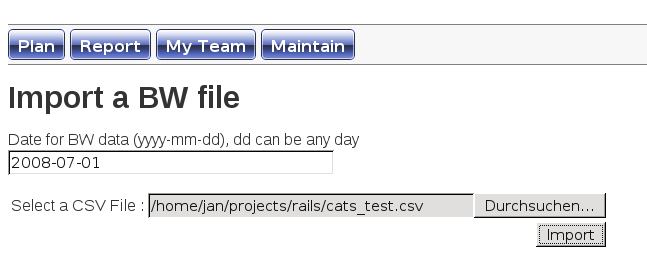 Plan Report My Team Maintain
Import a BW file
Date for BW data (yyyy-mm-dd), dd can be any day
2008-07-01
Select a CSV File : /home/jan/projects/rails/cats_test.csv Durchsuchen...
Import